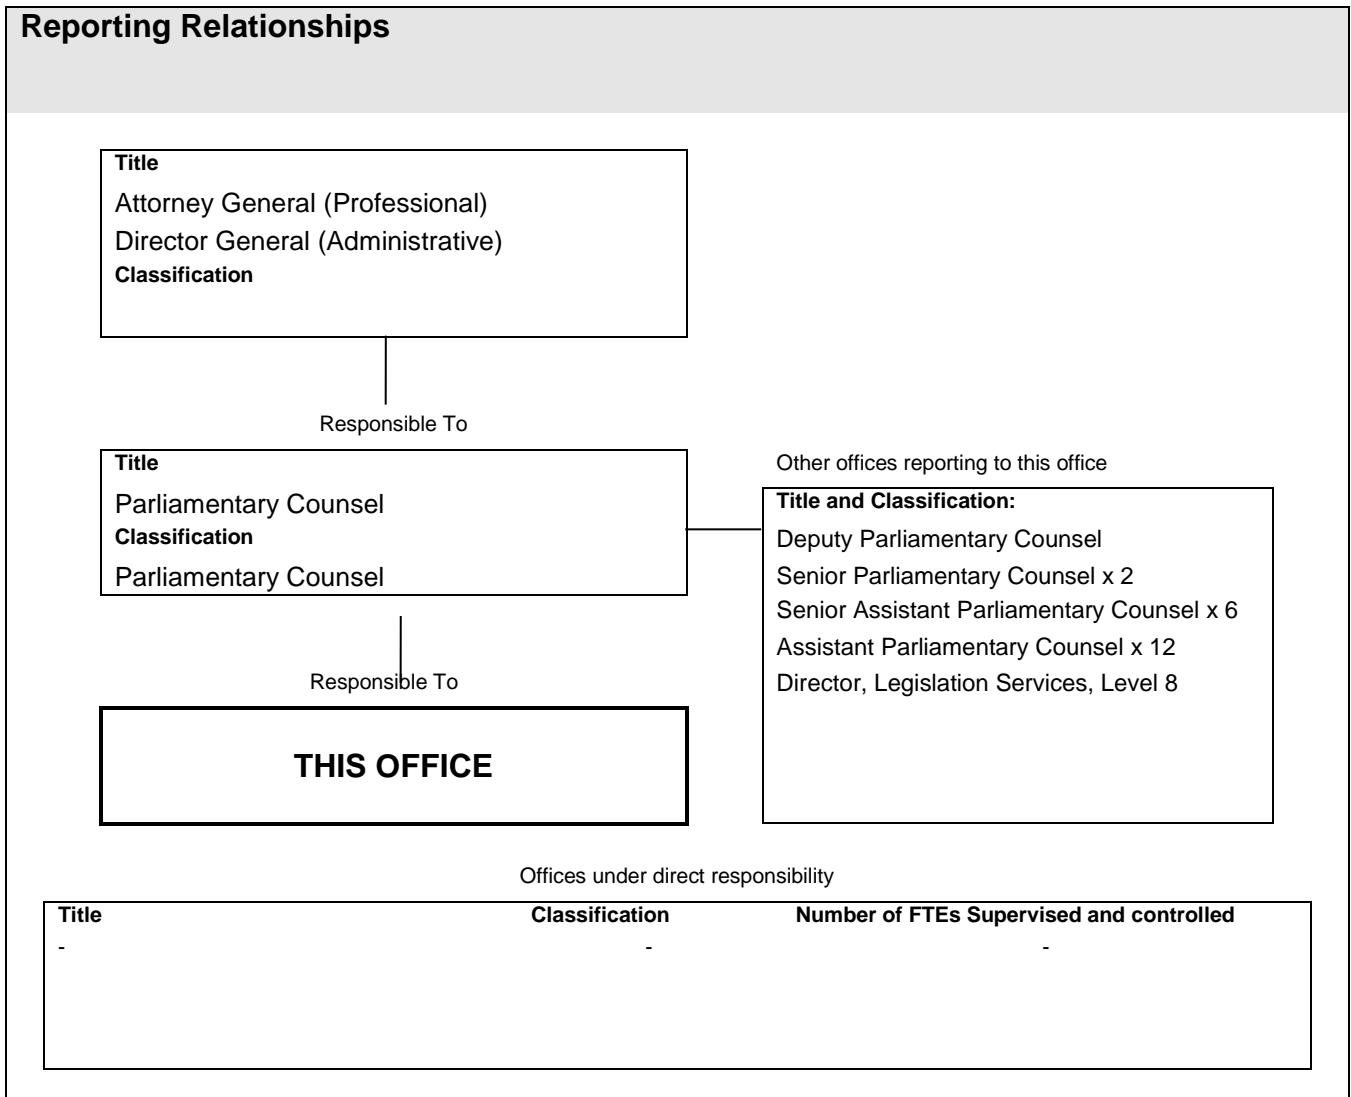 Reporting Relationships
Title
Attorney General (Professional)
Director General (Administrative)
Classification
Responsible To
Title
Parliamentary Counsel
Classification
Parliamentary Counsel
Other offices reporting to this office
Title and Classification:
Deputy Parliamentary Counsel
Senior Parliamentary Counsel x 2
Senior Assistant Parliamentary Counsel x 6
Assistant Parliamentary Counsel x 12
Director, Legislation Services, Level 8
Responsible To
THIS OFFICE
Offices under direct responsibility
Title Classification Number of FTEs Supervised and controlled
- - -